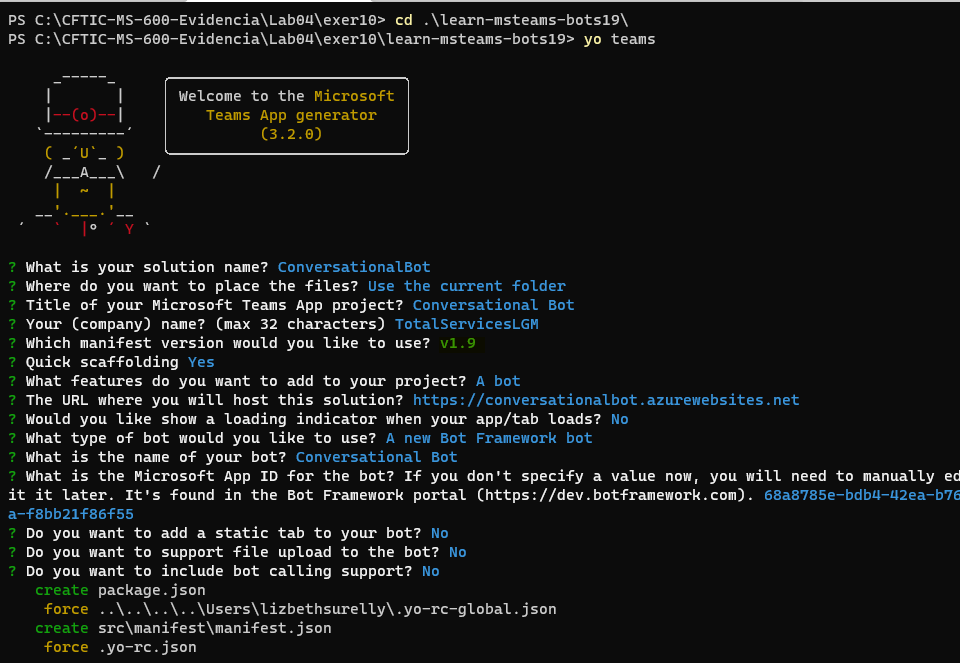 PS C:\CFTIC-MS-600-Evidencia\Lab04\exer10> cd .\learn-msteams-bots19\
PS C:\CFTIC-MS-600-Evidencia\Lab04\exer10\learn-msteams-bots19> yo teams
     _-----_
    |       |
    |--(o)--|
   `---------´
    ( _´U`_ )
    /___A___\   /
     |  ~  |
   __'.___.'__
 ´   `  |° ´ Y `
Welcome to the Microsoft
Teams App generator
(3.2.0)
? What is your solution name? ConversationalBot
? Where do you want to place the files? Use the current folder
? Title of your Microsoft Teams App project? Conversational Bot
? Your (company) name? (max 32 characters) TotalServicesLGM
? Which manifest version would you like to use? v1.9
? Quick scaffolding Yes
? What features do you want to add to your project? A bot
? The URL where you will host this solution? https://conversationalbot.azurewebsites.net
? Would you like show a loading indicator when your app/tab loads? No
? What type of bot would you like to use? A new Bot Framework bot
? What is the name of your bot? Conversational Bot
? What is the Microsoft App ID for the bot? If you don't specify a value now, you will need to manually ed
it it later. It's found in the Bot Framework portal (https://dev.botframework.com). 68a8785e-bdb4-42ea-b76
a-f8bb21f86f55
? Do you want to add a static tab to your bot? No
? Do you want to support file upload to the bot? No
? Do you want to include bot calling support? No
   create package.json
    force ..\..\..\..\Users\lizbethsurelly\.yo-rc-global.json
   create src\manifest\manifest.json
    force .yo-rc.json